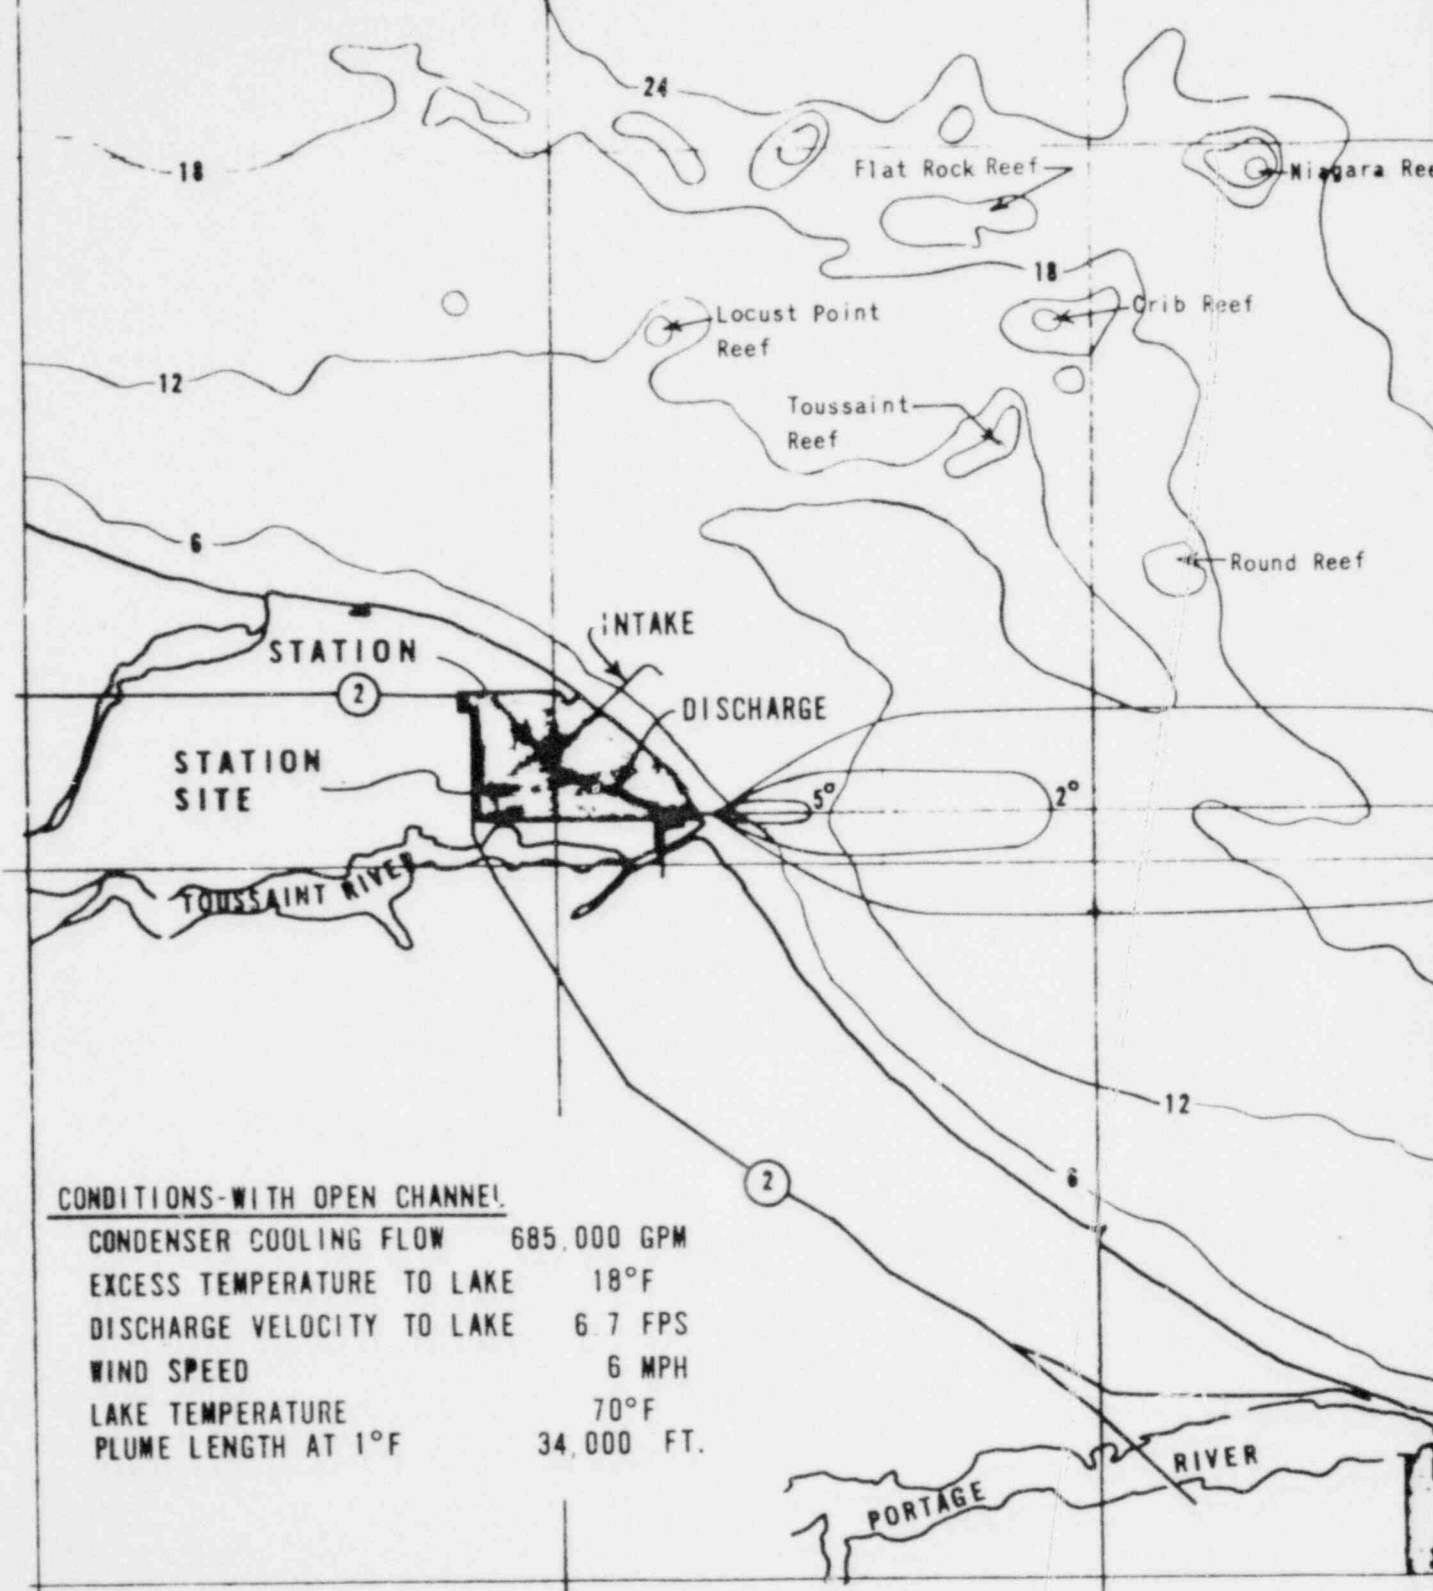 24
18
Flat Rock Reef
Niagara Ree
18
Locust Point
Reef
Crib Reef
12
Toussaint
Reef
6
Round Reef
INTAKE
STATION
2
DISCHARGE
STATION
SITE
5°
2°
TOUSSAINT RIVER
12
6
2
CONDITIONS-WITH OPEN CHANNEL
CONDENSER COOLING FLOW 685,000 GPM
EXCESS TEMPERATURE TO LAKE 18°F
DISCHARGE VELOCITY TO LAKE 6.7 FPS
WIND SPEED 6 MPH
LAKE TEMPERATURE 70°F
PLUME LENGTH AT 1°F 34,000 FT.
PORTAGE RIVER